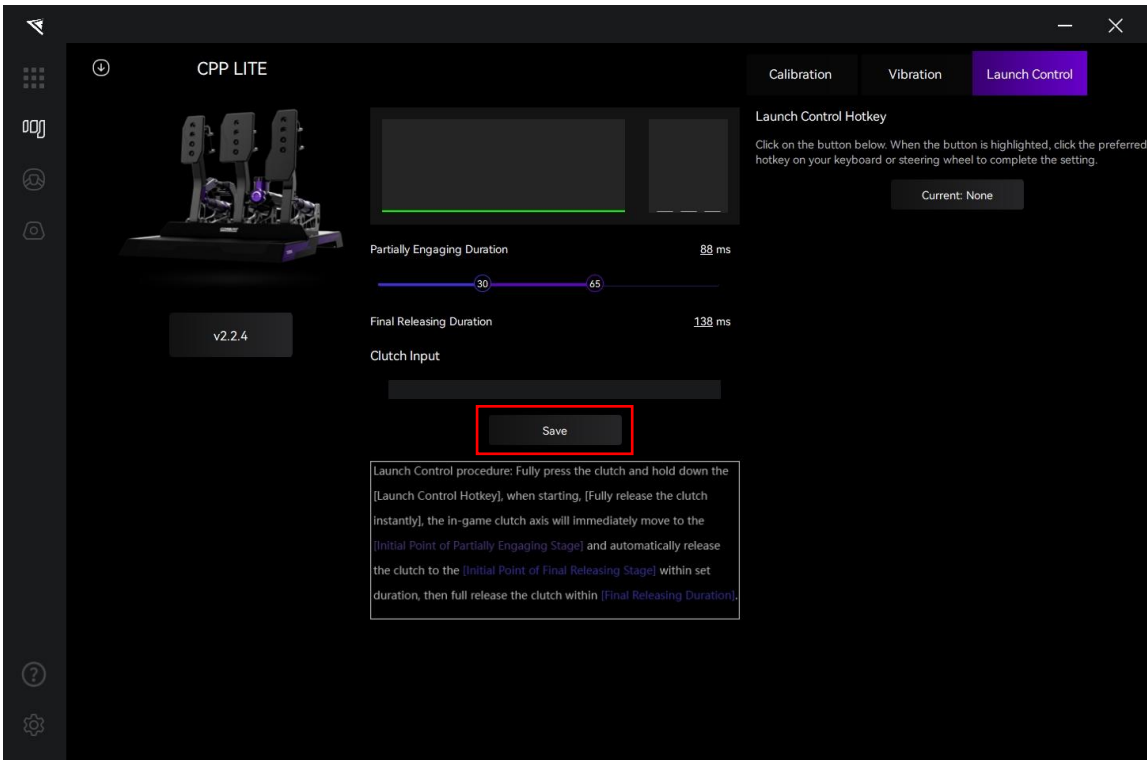 CPP LITE
Calibration
Vibration
Launch Control
Launch Control Hotkey
Click on the button below. When the button is highlighted, click the preferred
hotkey on your keyboard or steering wheel to complete the setting.
Current: None
Partially Engaging Duration
88 ms
30
65
Final Releasing Duration
138 ms
v2.2.4
Clutch Input
Save
Launch Control procedure: Fully press the clutch and hold down the
[Launch Control Hotkey], when starting, [Fully release the clutch
instantly], the in-game clutch axis will immediately move to the
[Initial Point of Partially Engaging Stage] and automatically release
the clutch to the [Initial Point of Final Releasing Stage] within set
duration, then full release the clutch within [Final Releasing Duration].